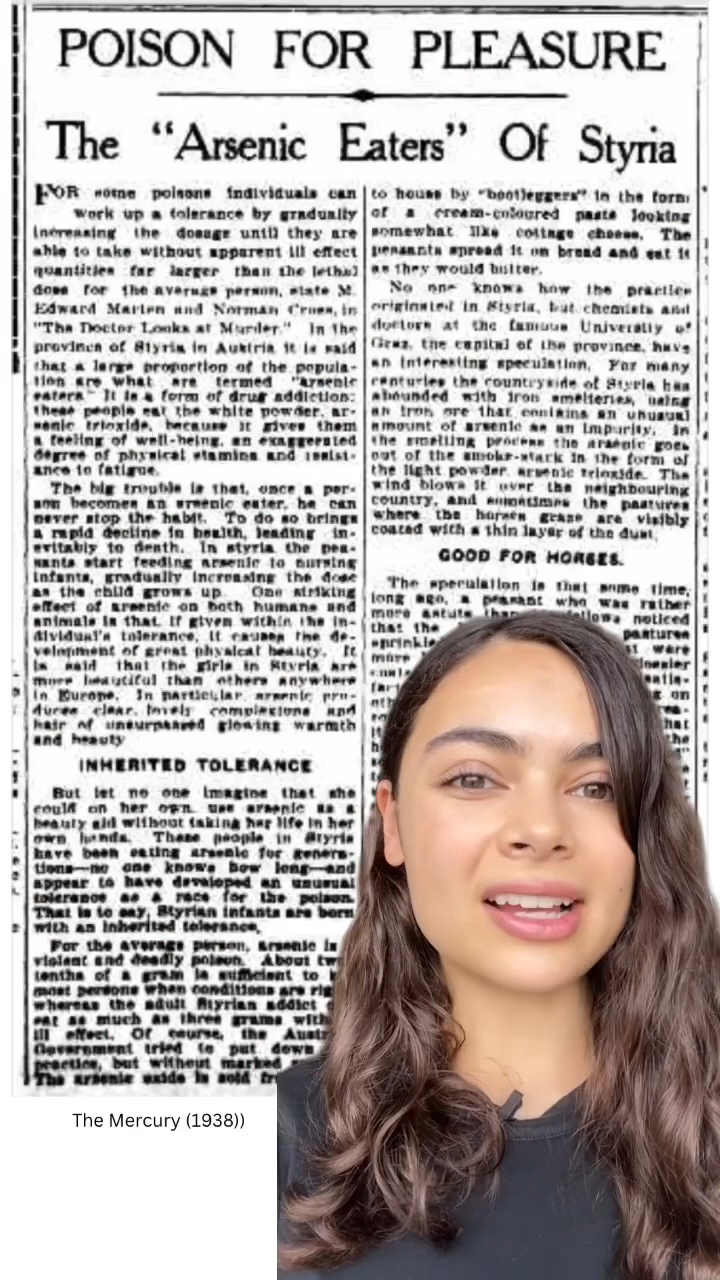 POISON FOR PLEASURE
The "Arsenic Eaters" Of Styria
FOR some poisons individuals can
work up a tolerance by gradually
increasing the dosage until they are
able to take without apparent ill effect
quantities far larger than the lethal
dose for the average person, state M.
Edward Marten and Norman Cross, in
"The Doctor Looks at Murder." In the
province of Styria in Austria it is said
that a large proportion of the popula-
tion are what are termed "arsenic
eaters" It is a form of drug addiction:
these people eat the white powder, ar-
senic trioxide, because it gives them
a feeling of well-being, an exaggerated
degree of physical stamina and resist-
ance to fatigue.
The big trouble is that, once a per-
son becomes an arsenic eater, he can
never stop the habit. To do so brings
a rapid decline in health, leading in-
evitably to death. In styria the pea-
sants start feeding arsenic to nursing
infants, gradually increasing the dose
as the child grows up. One striking
effect of arsenic on both humans and
animals is that, if given within the in-
dividual's tolerance, it causes the de-
velopment of great physical beauty. It
is said that the girls in Styria are
more beautiful than others anywhere
in Europe. In particular, arsenic pro-
duces clear, lovely complexions and
hair of unsurpassed glowing warmth
and beauty
INHERITED TOLERANCE
But let no one imagine that she
could on her own use arsenic as a
beauty aid without taking her life in her
own hands. These people in Styria
have been eating arsenic for genera-
tions—no one knows how long—and
appear to have developed an unusual
tolerance as a race for the poison.
That is to say, Styrian infants are born
with an inherited tolerance.
For the average person, arsenic is
violent and deadly poison. About tw
tenths of a gram is sufficient to
most persons when conditions are rig
whereas the adult Styrian addict
eat as much as three grams with
ill effect. Of course, the Aust
Government tried to put down
practice, but without marked
The arsenic oxide is sold fr
to house by "bootleggers" in the form
of a cream-coloured paste looking
somewhat like cottage cheese. The
peasants spread it on bread and eat it
as they would butter.
No one knows how the practice
originated in Styria, but chemists and
doctors at the famous University of
Graz, the capital of the province, have
an interesting speculation. For many
centuries the countryside of Styria has
abounded with iron smelteries, using
an iron ore that contains an unusual
amount of arsenic as an impurity. In
the smelting process the arsenic goes
out of the smoke-stack in the form of
the light powder, arsenic trioxide. The
wind blows it over the neighbouring
country, and sometimes the pastures
where the horses graze are visibly
coated with a thin layer of the dust.
GOOD FOR HORSES.
The speculation is that some time,
long ago, a peasant who was rather
more astute than fellows noticed
that the pastures
sprinkle were
more
The Mercury (1938))